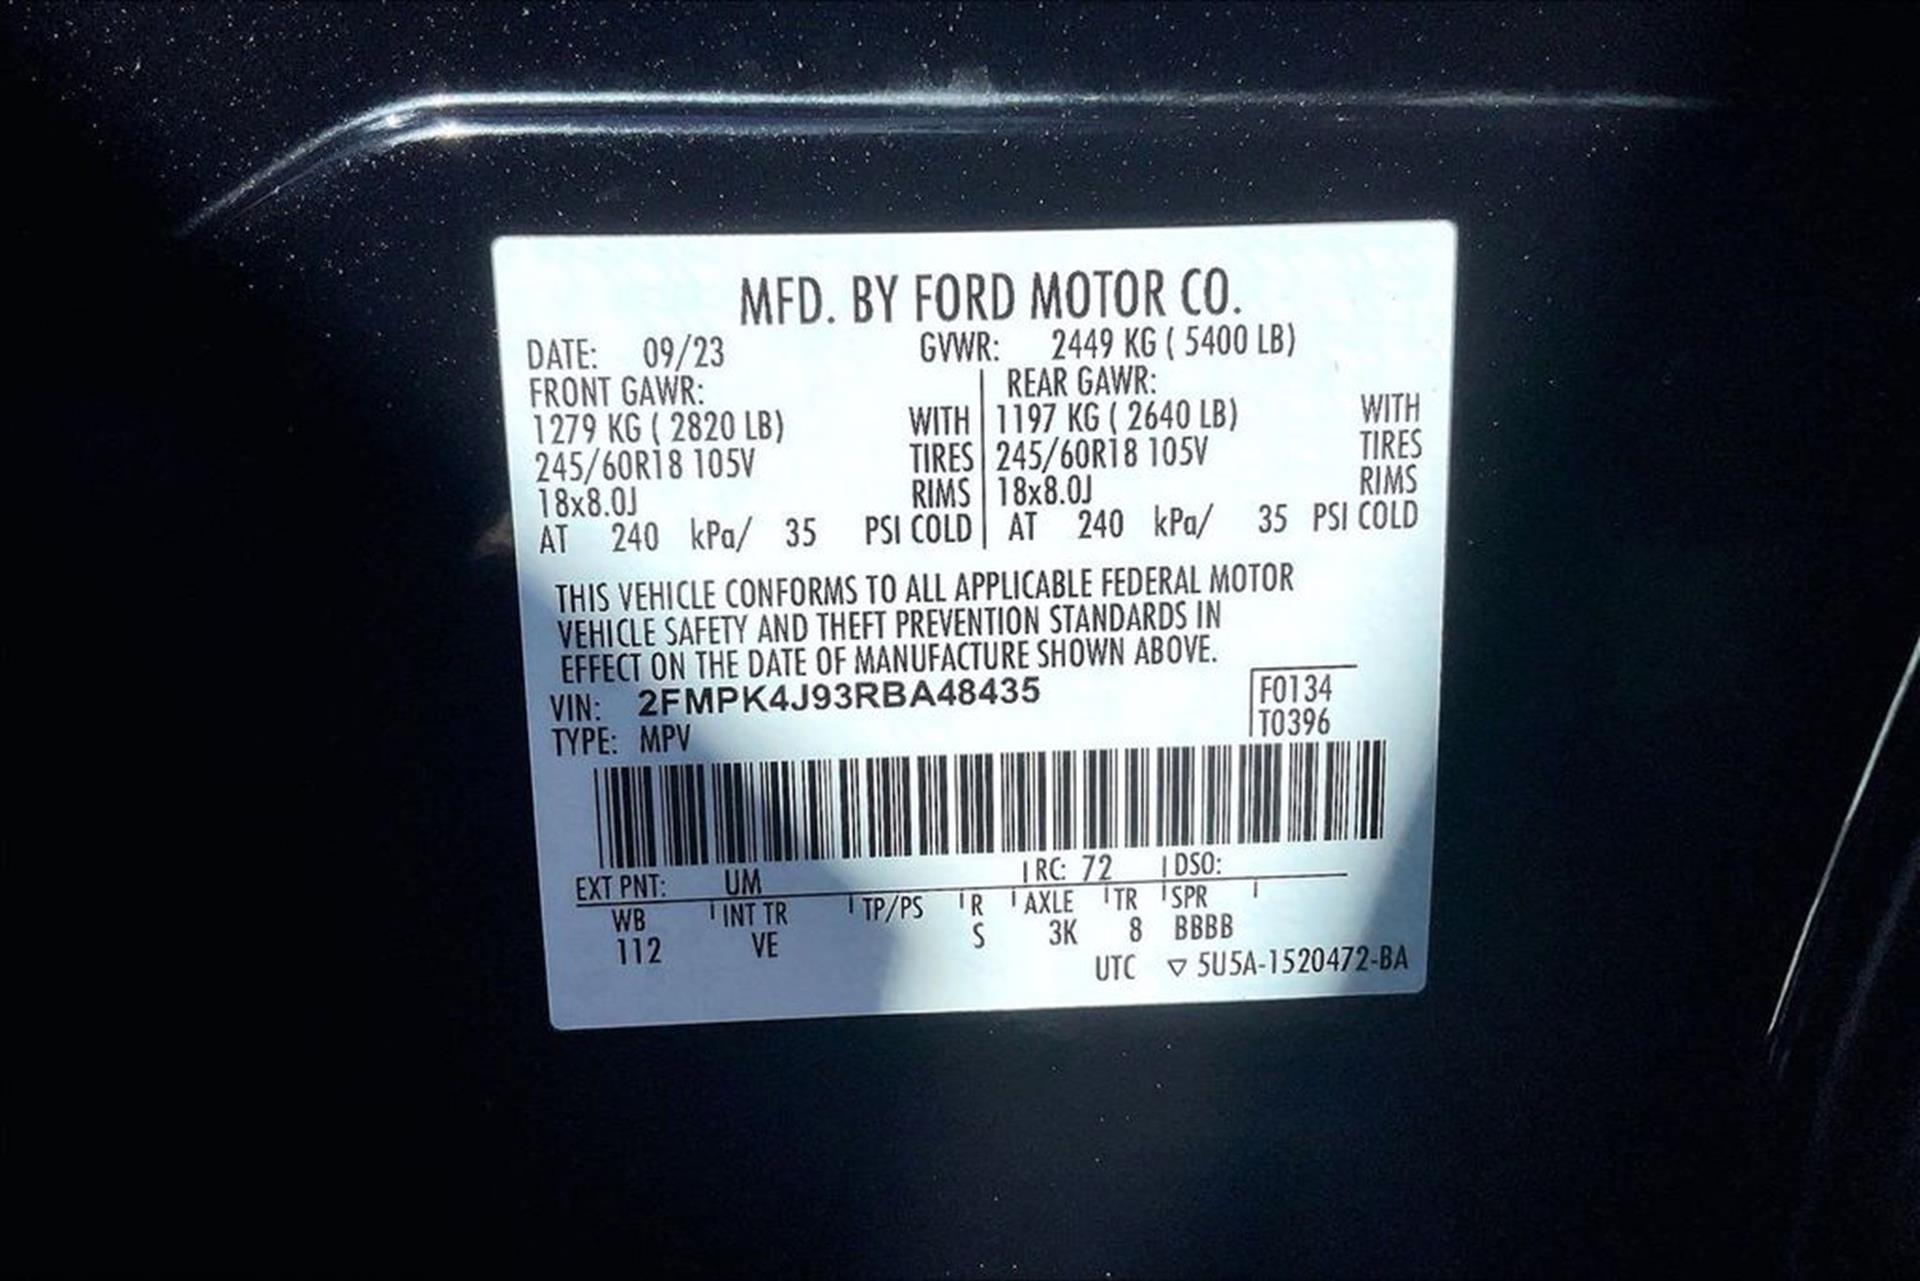 MFD. BY FORD MOTOR CO.
DATE: 09/23 GVWR: 2449 KG ( 5400 LB)
FRONT GAWR: REAR GAWR:
1279 KG ( 2820 LB) WITH 1197 KG ( 2640 LB) WITH
245/60R18 105V TIRES 245/60R18 105V TIRES
18x8.0J RIMS 18x8.0J RIMS
AT 240 kPa/ 35 PSI COLD AT 240 kPa/ 35 PSI COLD
THIS VEHICLE CONFORMS TO ALL APPLICABLE FEDERAL MOTOR
VEHICLE SAFETY AND THEFT PREVENTION STANDARDS IN
EFFECT ON THE DATE OF MANUFACTURE SHOWN ABOVE.
VIN: 2FMPK4J93RBA48435 F0134
TYPE: MPV T0396
EXT PNT: UM RC: 72 DSO:
WB INT TR TP/PS R AXLE TR SPR
112 VE S 3K 8 BBBB
UTC ▽ 5U5A-1520472-BA